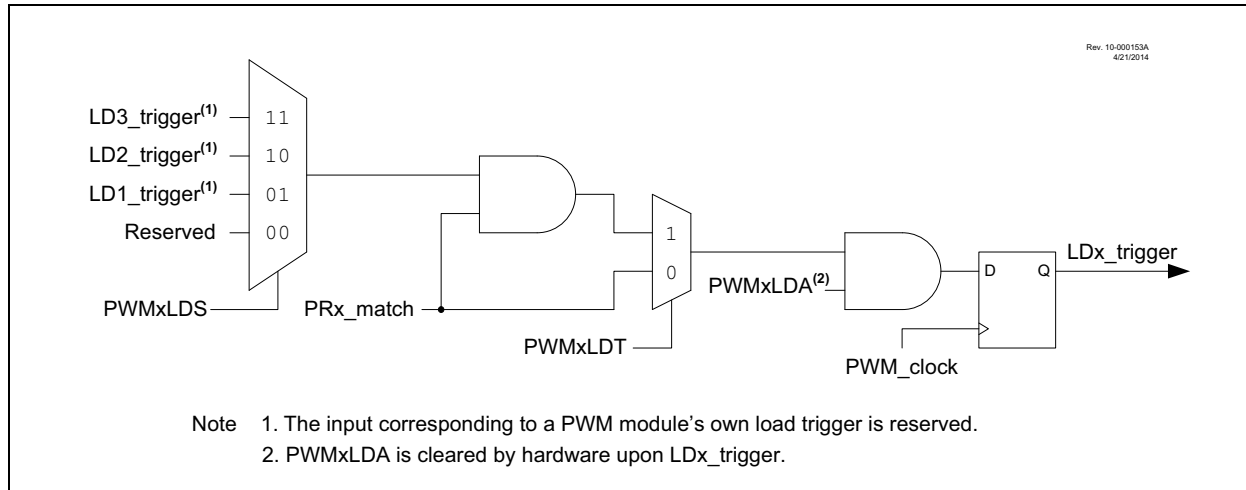 Rev. 10-000153A
4/21/2014
LD3_trigger(1)
11
LD2_trigger(1)
10
LD1_trigger(1)
01
Reserved
00
PWMxLDS
PRx_match
1
0
PWMxLDT
PWMxLDA(2)
D
Q
LDx_trigger
PWM_clock
Note 1. The input corresponding to a PWM module's own load trigger is reserved.
2. PWMxLDA is cleared by hardware upon LDx_trigger.